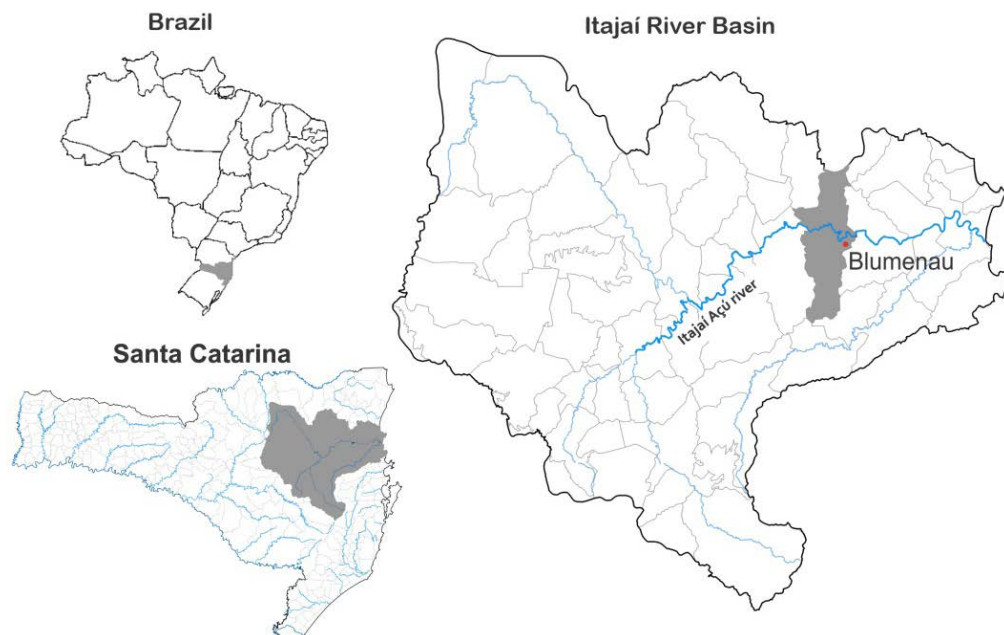 Brazil
Itajaí River Basin
Blumenau
Itajaí Açú river
Santa Catarina